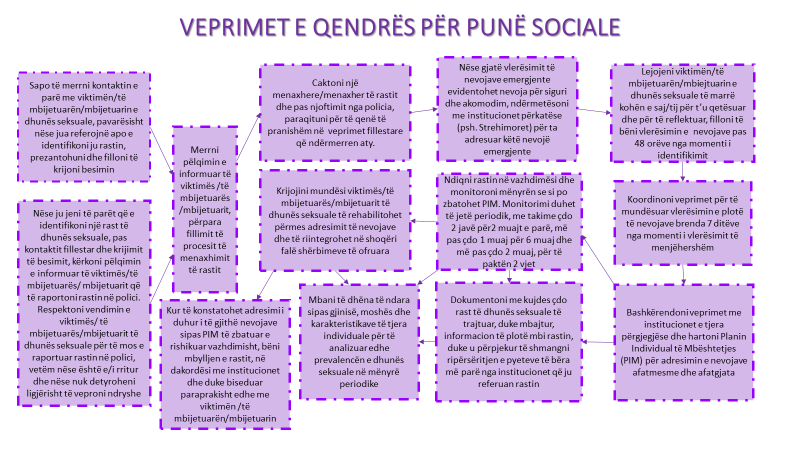 VEPRIMET E QENDRËS PËR PUNË SOCIALE
Sapo të merrni kontaktin e
parë me viktimën/të
mbijetuarën/mbijetuarin e
dhunës seksuale, pavarësisht
nëse jua referojnë apo e
identifikoni ju rastin,
prezantohuni dhe filloni të
krijoni besimin
Nëse ju jeni të parët që e
identifikoni një rast të
dhunës seksuale, pas
kontaktit fillestar dhe krijimit
të besimit, kërkoni pëlqimin
e informuar të viktimës/të
mbijetuarës/ mbijetuarit që
të raportoni rastin në polici.
Respektoni vendimin e
viktimës/ të
mbijetuarës/mbijetuarit të
dhunës seksuale për të mos e
raportuar rastin në polici,
vetëm nëse është e/i rritur
dhe nëse nuk detyroheni
ligjërisht të veproni ndryshe
Merrni
pëlqimin e
informuar të
viktimës /të
mbijetuarës
/mbijetuarit,
përpara
fillimit të
procesit të
menaxhimit
të rastit
Caktoni një
menaxhere/menaxher të rastit
dhe pas njoftimit nga policia,
paraqituni për të qenë të
pranishëm në veprimet fillestare
që ndërmerren aty.
Nëse gjatë vlerësimit të
nevojave emergjente
evidentohet nevoja për siguri
dhe akomodim, ndërmetësoni
me institucionet përkatëse
(psh. Strehimoret) për ta
adresuar këtë nevojë
emergjente
Lejojeni viktimën/të
mbijetuarën/mbiejtuarin e
dhunës seksuale të marrë
kohën e saj/tij për t’u qetësuar
dhe për të reflektuar, filloni të
bëni vlerësimin e nevojave pas
48 orëve nga momenti i
identifikimit
Koordinoni veprimet për të
mundësuar vlerësimin e plotë
të nevojave brenda 7 ditëve
nga momenti i vlerësimit të
menjëhershëm
Bashkërendoni veprimet me
institucionet e tjera
përgjegjëse dhe hartoni Planin
Individual të Mbështetjes
(PIM) për adresimin e nevojave
afatmesme dhe afatgjata
Ndiqni rastin në vazhdimësi dhe
monitoroni mënyrën se si po
zbatohet PIM. Monitorimi duhet
të jetë periodik, me takime çdo
2 javë për2 muajt e parë, më
pas çdo 1 muaj për 6 muaj dhe
më pas çdo 2 muaj, për të
paktën 2 vjet
Krijojini mundësi viktimës/të
mbijetuarës/mbijetuarit të
dhunës seksuale të rehabilitohet
përmes adresimit të nevojave
dhe të riintegrohet në shoqëri
falë shërbimeve të ofruara
Kur të konstatohet adresimi i
duhur i të gjithë nevojave
sipas PIM të zbatuar e
rishikuar vazhdimisht, bëni
mbylljen e rastit, në
dakordësi me institucionet
dhe duke biseduar
paraprakisht edhe me
viktimën /të
mbijetuarën/mbijetuarin
Mbani të dhëna të ndara
sipas gjinisë, moshës dhe
karakteristikave të tjera
individuale për të
analizuar edhe
prevalencën e dhunës
seksuale në mënyrë
periodike
Dokumentoni me kujdes çdo
rast të dhunës seksuale të
trajtuar, duke mbajtur,
informacion të plotë mbi rastin,
duke u përpjekur të shmangni
ripërsëritjen e pyeteve të bëra
më parë nga institucionet që ju
referuan rastin